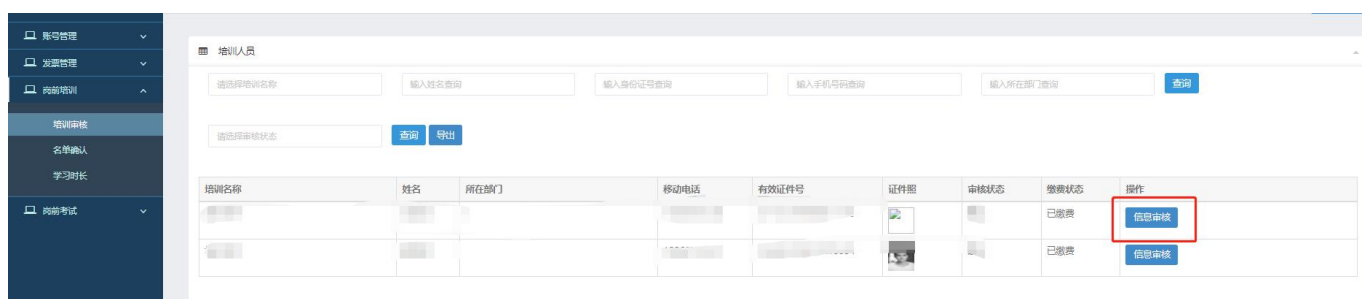 账号管理
发票管理
岗前培训
培训审核
名单确认
学习时长
岗前考试
培训人员
请选择培训名称 输入姓名查询 输入身份证号查询 输入手机号码查询 输入所在部门查询 查询
请选择审核状态 查询 导出
培训名称 姓名 所在部门 移动电话 有效证件号 证件照 审核状态 缴费状态 操作
已缴费 信息审核
已缴费 信息审核